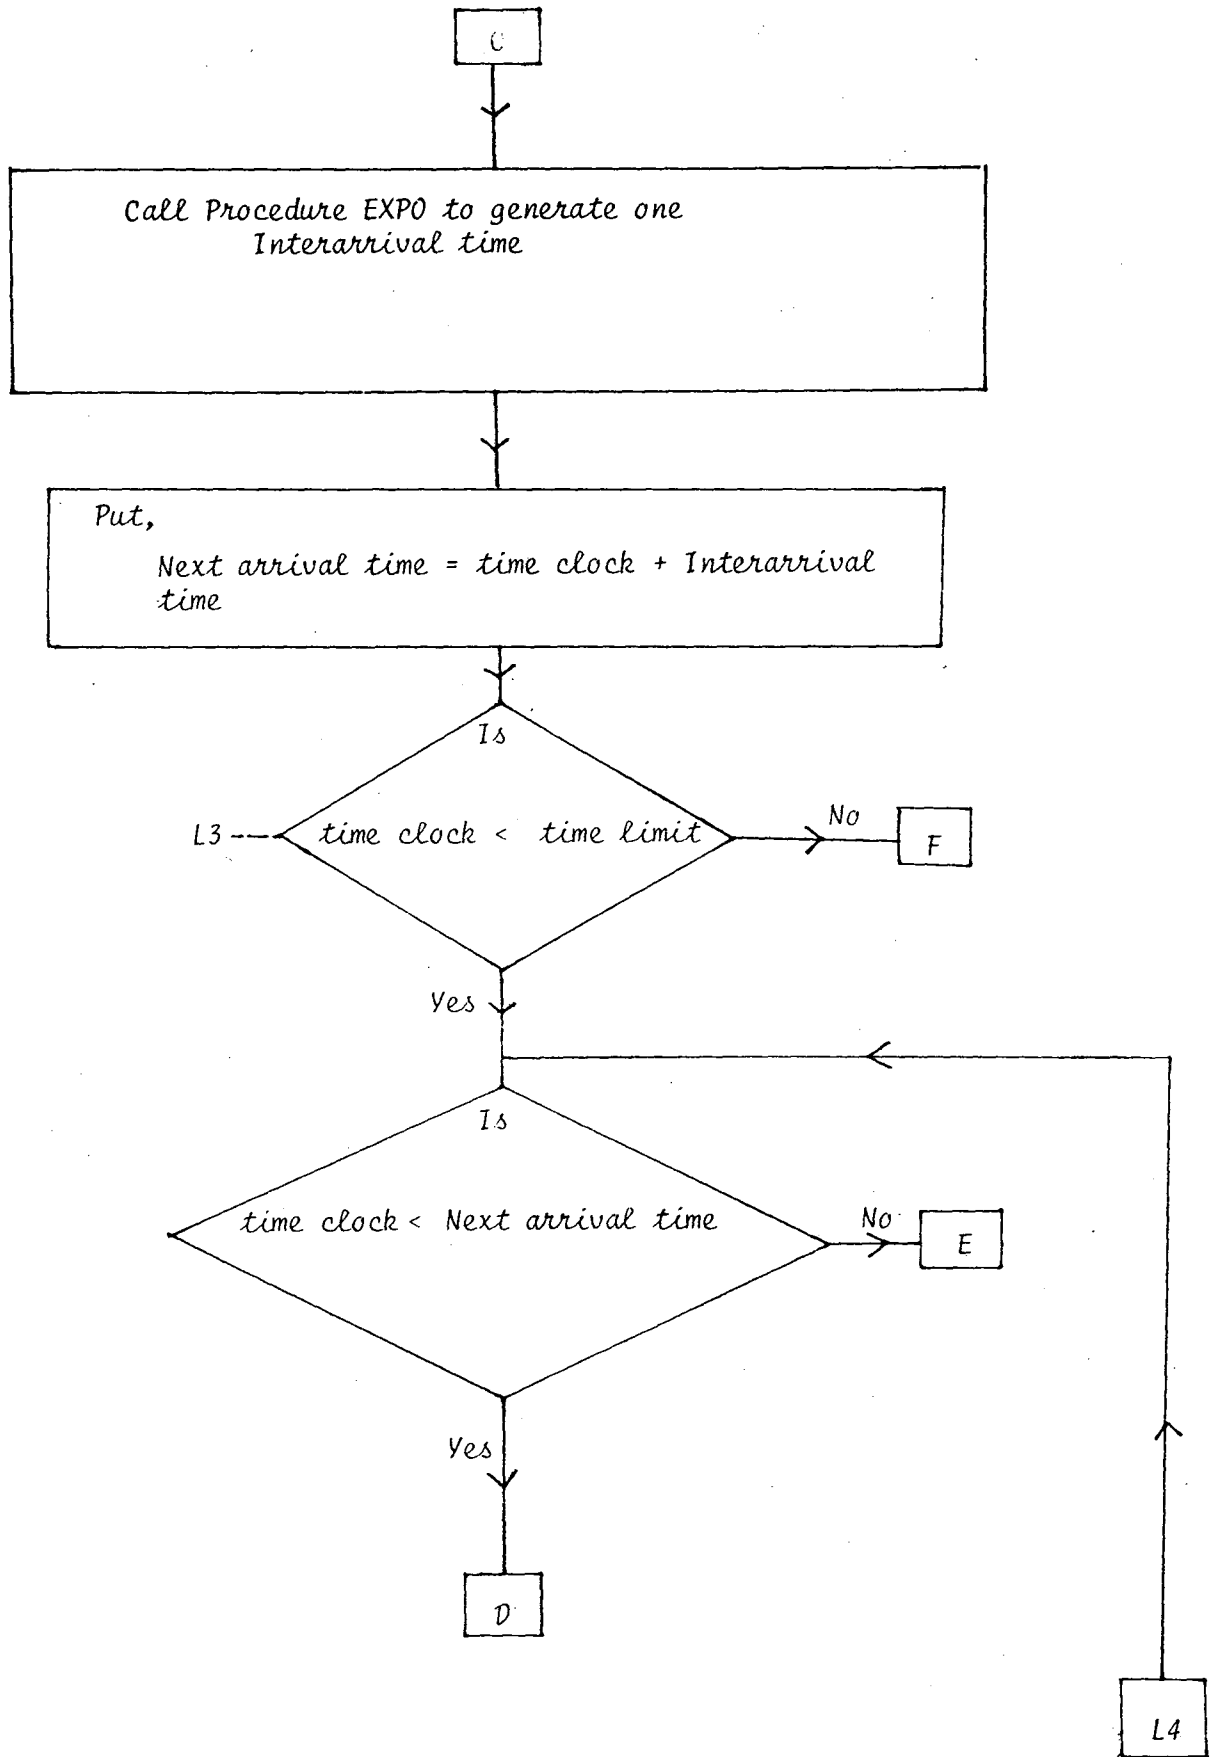 C
Call Procedure EXPO to generate one
Interarrival time
Put,
Next arrival time = time clock + Interarrival
time
Is
L3
time clock < time limit
No
F
Yes
Is
time clock < Next arrival time
No
E
Yes
D
L4